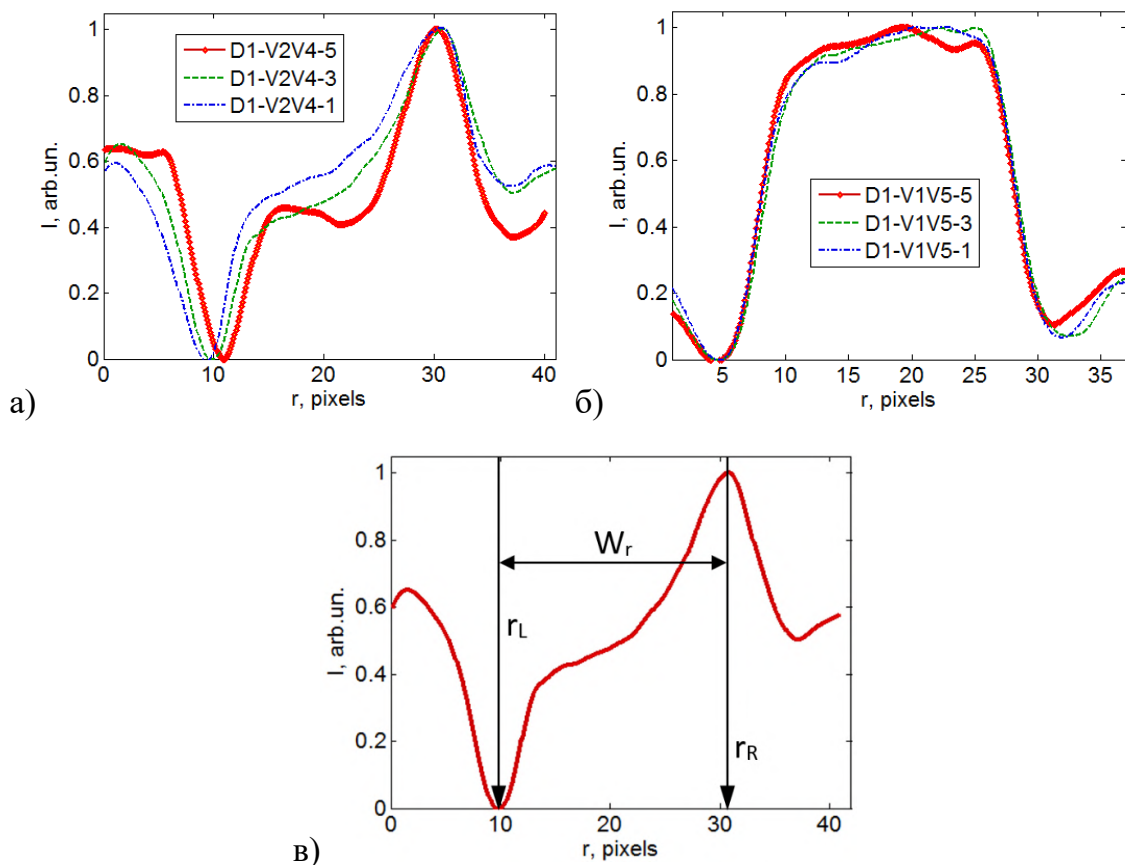 1
0.8
0.6
0.4
0.2
0
I, arb.un.
D1-V2V4-5
D1-V2V4-3
D1-V2V4-1
0 10 20 30 40
r, pixels
а)
1
0.8
0.6
0.4
0.2
0
I, arb.un.
D1-V1V5-5
D1-V1V5-3
D1-V1V5-1
5 10 15 20 25 30 35
r, pixels
б)
1
0.8
0.6
0.4
0.2
0
I, arb.un.
Wr
rL
rR
0 10 20 30 40
r, pixels
в)